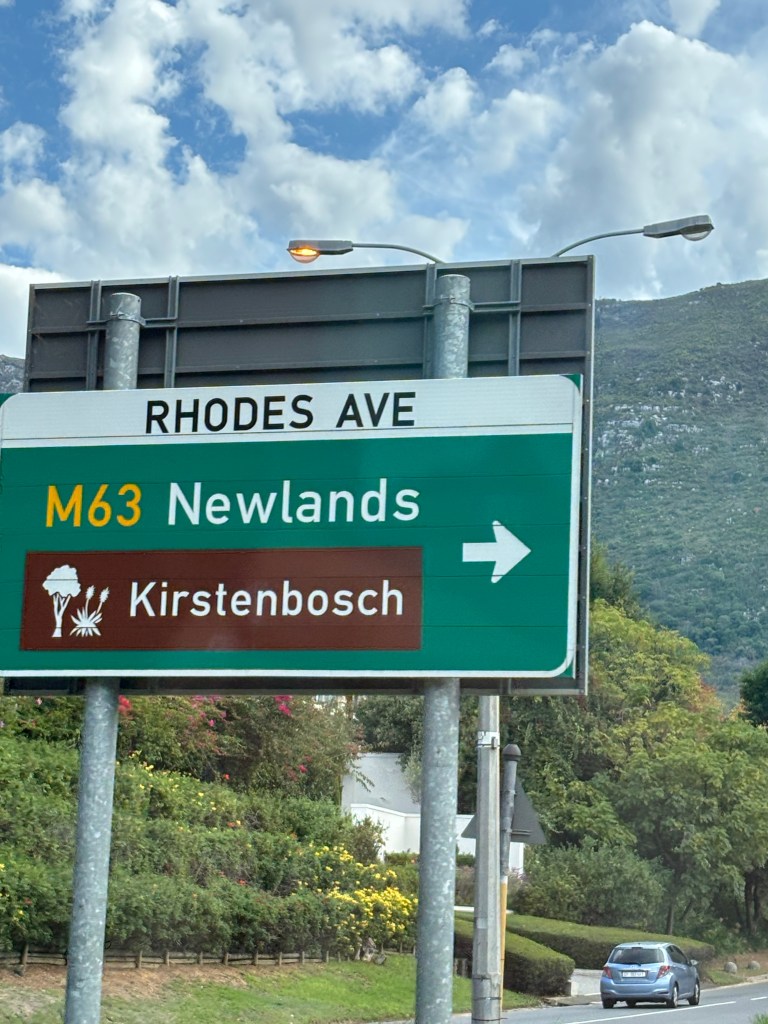 RHODES AVE
M63 Newlands
Kirstenbosch